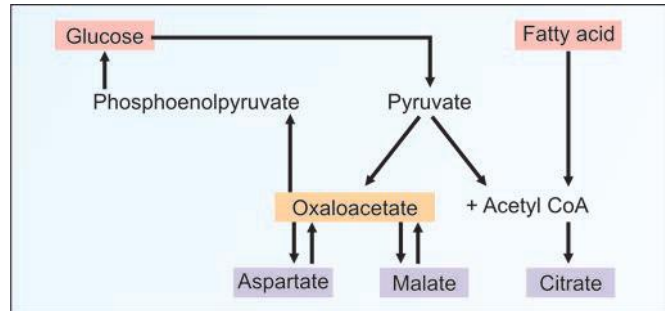 Glucose
Fatty acid
Phosphoenolpyruvate
Pyruvate
Oxaloacetate
+ Acetyl CoA
Aspartate
Malate
Citrate